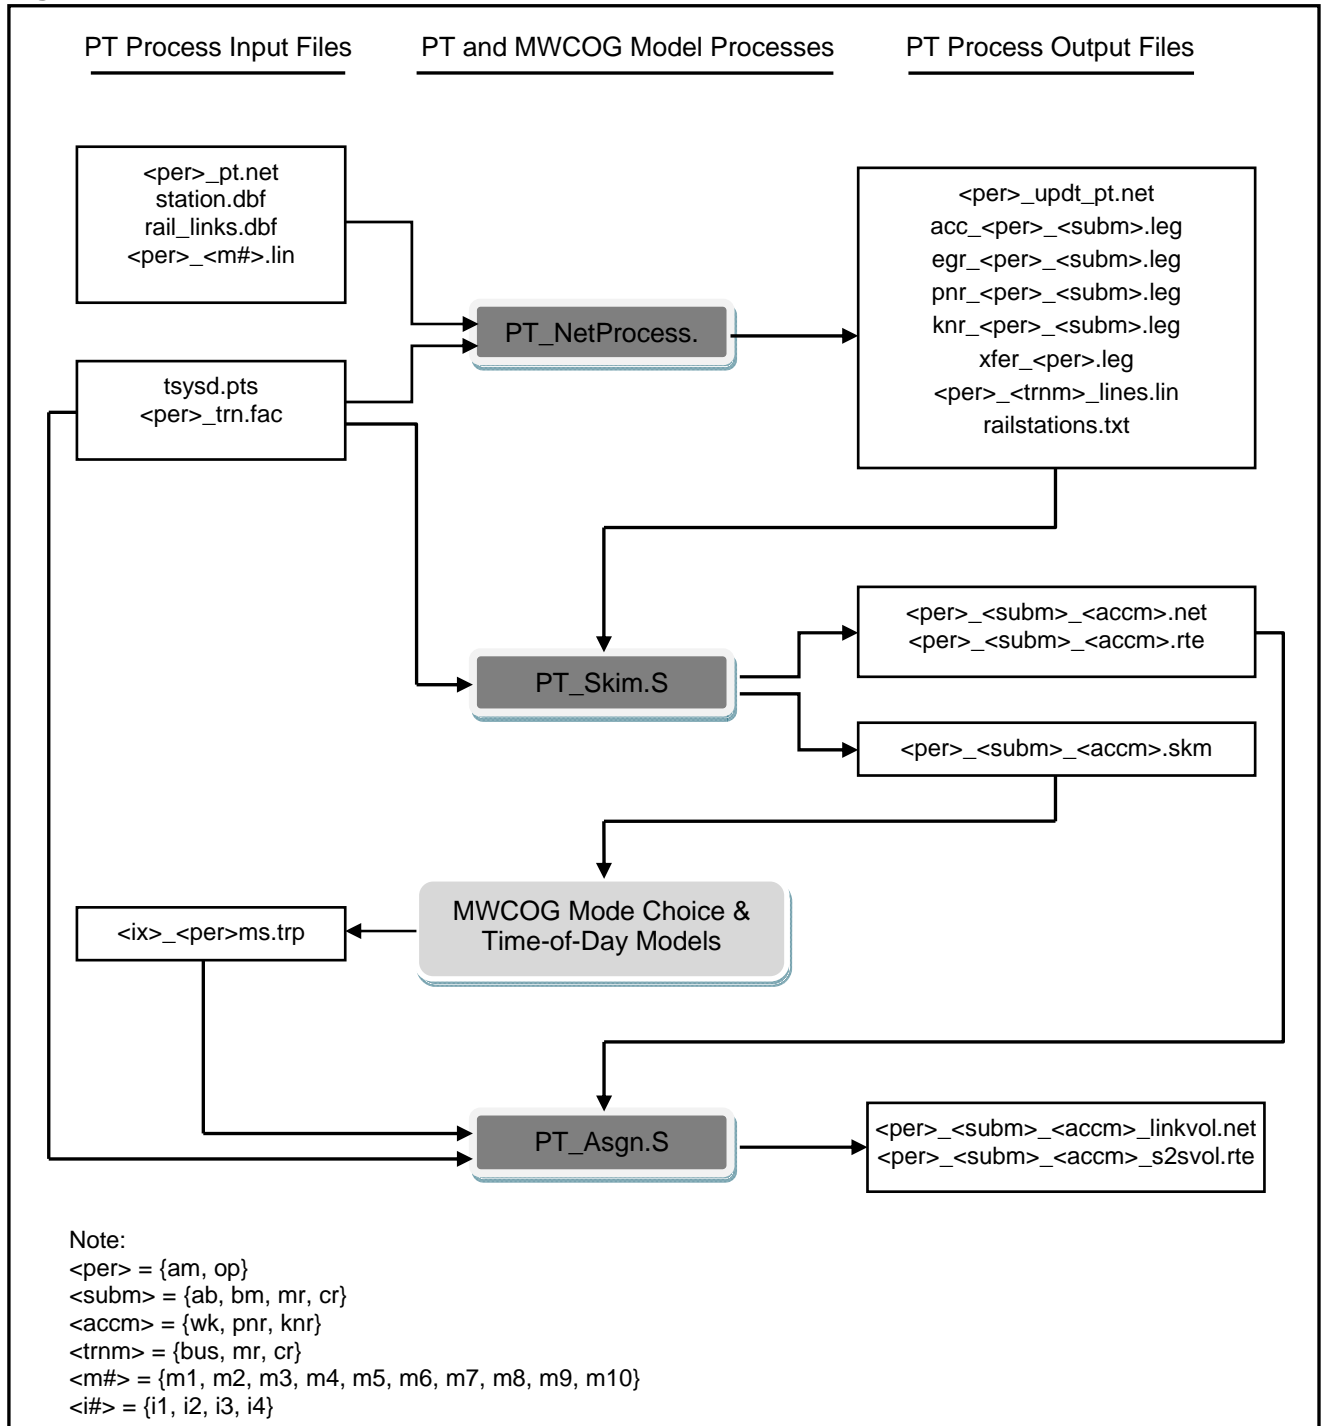 PT Process Input Files
PT and MWCOG Model Processes
PT Process Output Files
<per>_pt.net
station.dbf
rail_links.dbf
<per>_<m#>.lin
<per>_updt_pt.net
acc_<per>_<subm>.leg
egr_<per>_<subm>.leg
pnr_<per>_<subm>.leg
knr_<per>_<subm>.leg
xfer_<per>.leg
<per>_<trnm>_lines.lin
railstations.txt
PT_NetProcess.
tsysd.pts
<per>_trn.fac
<per>_<subm>_<accm>.net
<per>_<subm>_<accm>.rte
PT_Skim.S
<per>_<subm>_<accm>.skm
MWCOG Mode Choice &
Time-of-Day Models
<ix>_<per>ms.trp
PT_Asgn.S
<per>_<subm>_<accm>_linkvol.net
<per>_<subm>_<accm>_s2svol.rte
Note:
<per> = {am, op}
<subm> = {ab, bm, mr, cr}
<accm> = {wk, pnr, knr}
<trnm> = {bus, mr, cr}
<m#> = {m1, m2, m3, m4, m5, m6, m7, m8, m9, m10}
<i#> = {i1, i2, i3, i4}